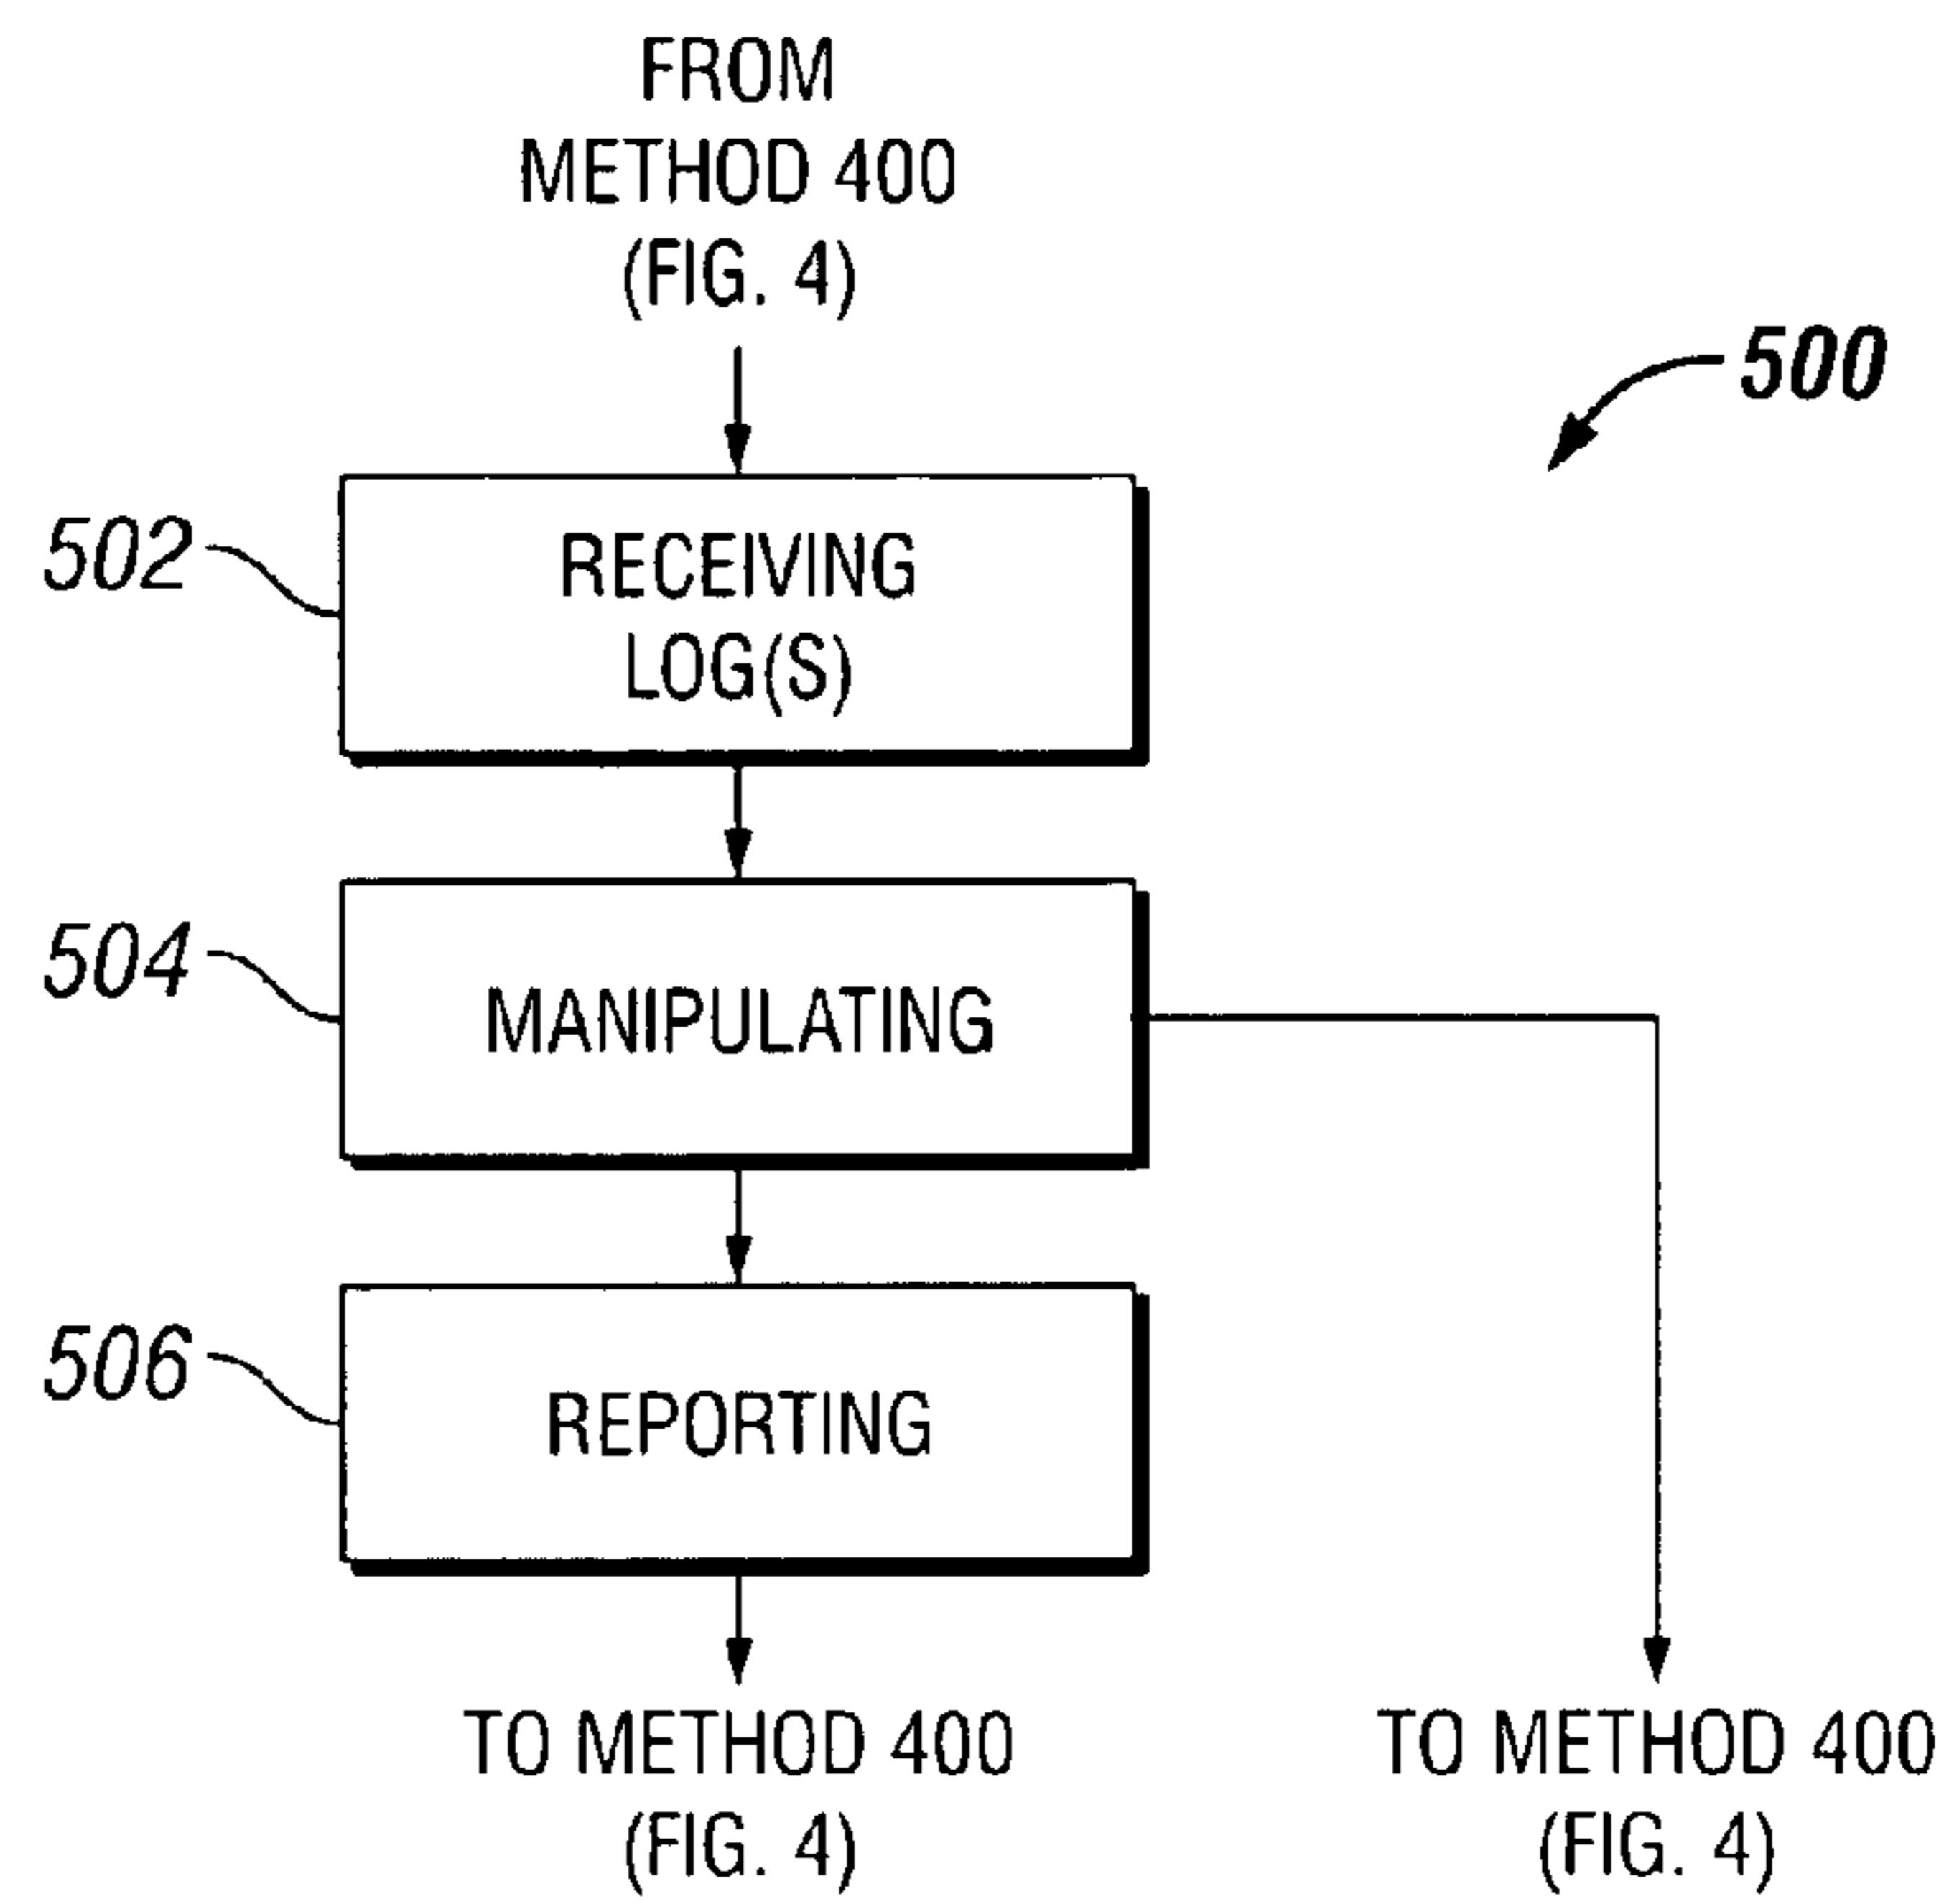 FROM
METHOD 400
(FIG. 4)
500
502
RECEIVING
LOG(S)
504
MANIPULATING
506
REPORTING
TO METHOD 400
(FIG. 4)
TO METHOD 400
(FIG. 4)